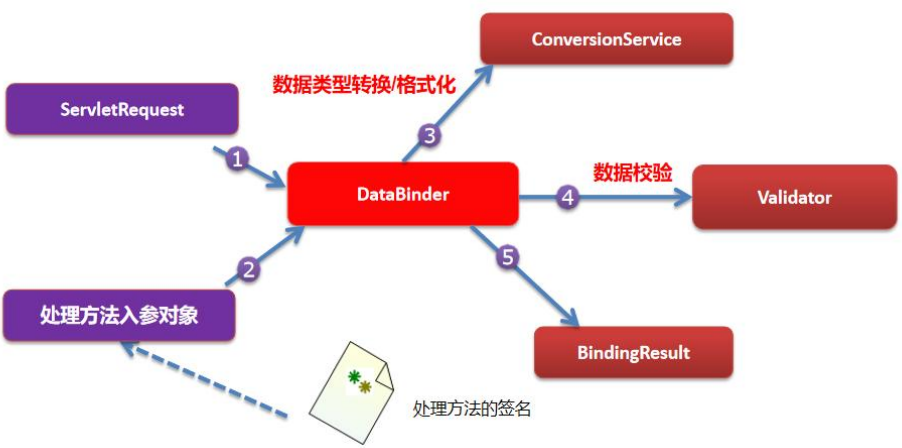 ConversionService
数据类型转换/格式化
ServletRequest
3
1
数据校验
DataBinder
4
Validator
2
5
处理方法入参对象
BindingResult
处理方法的签名